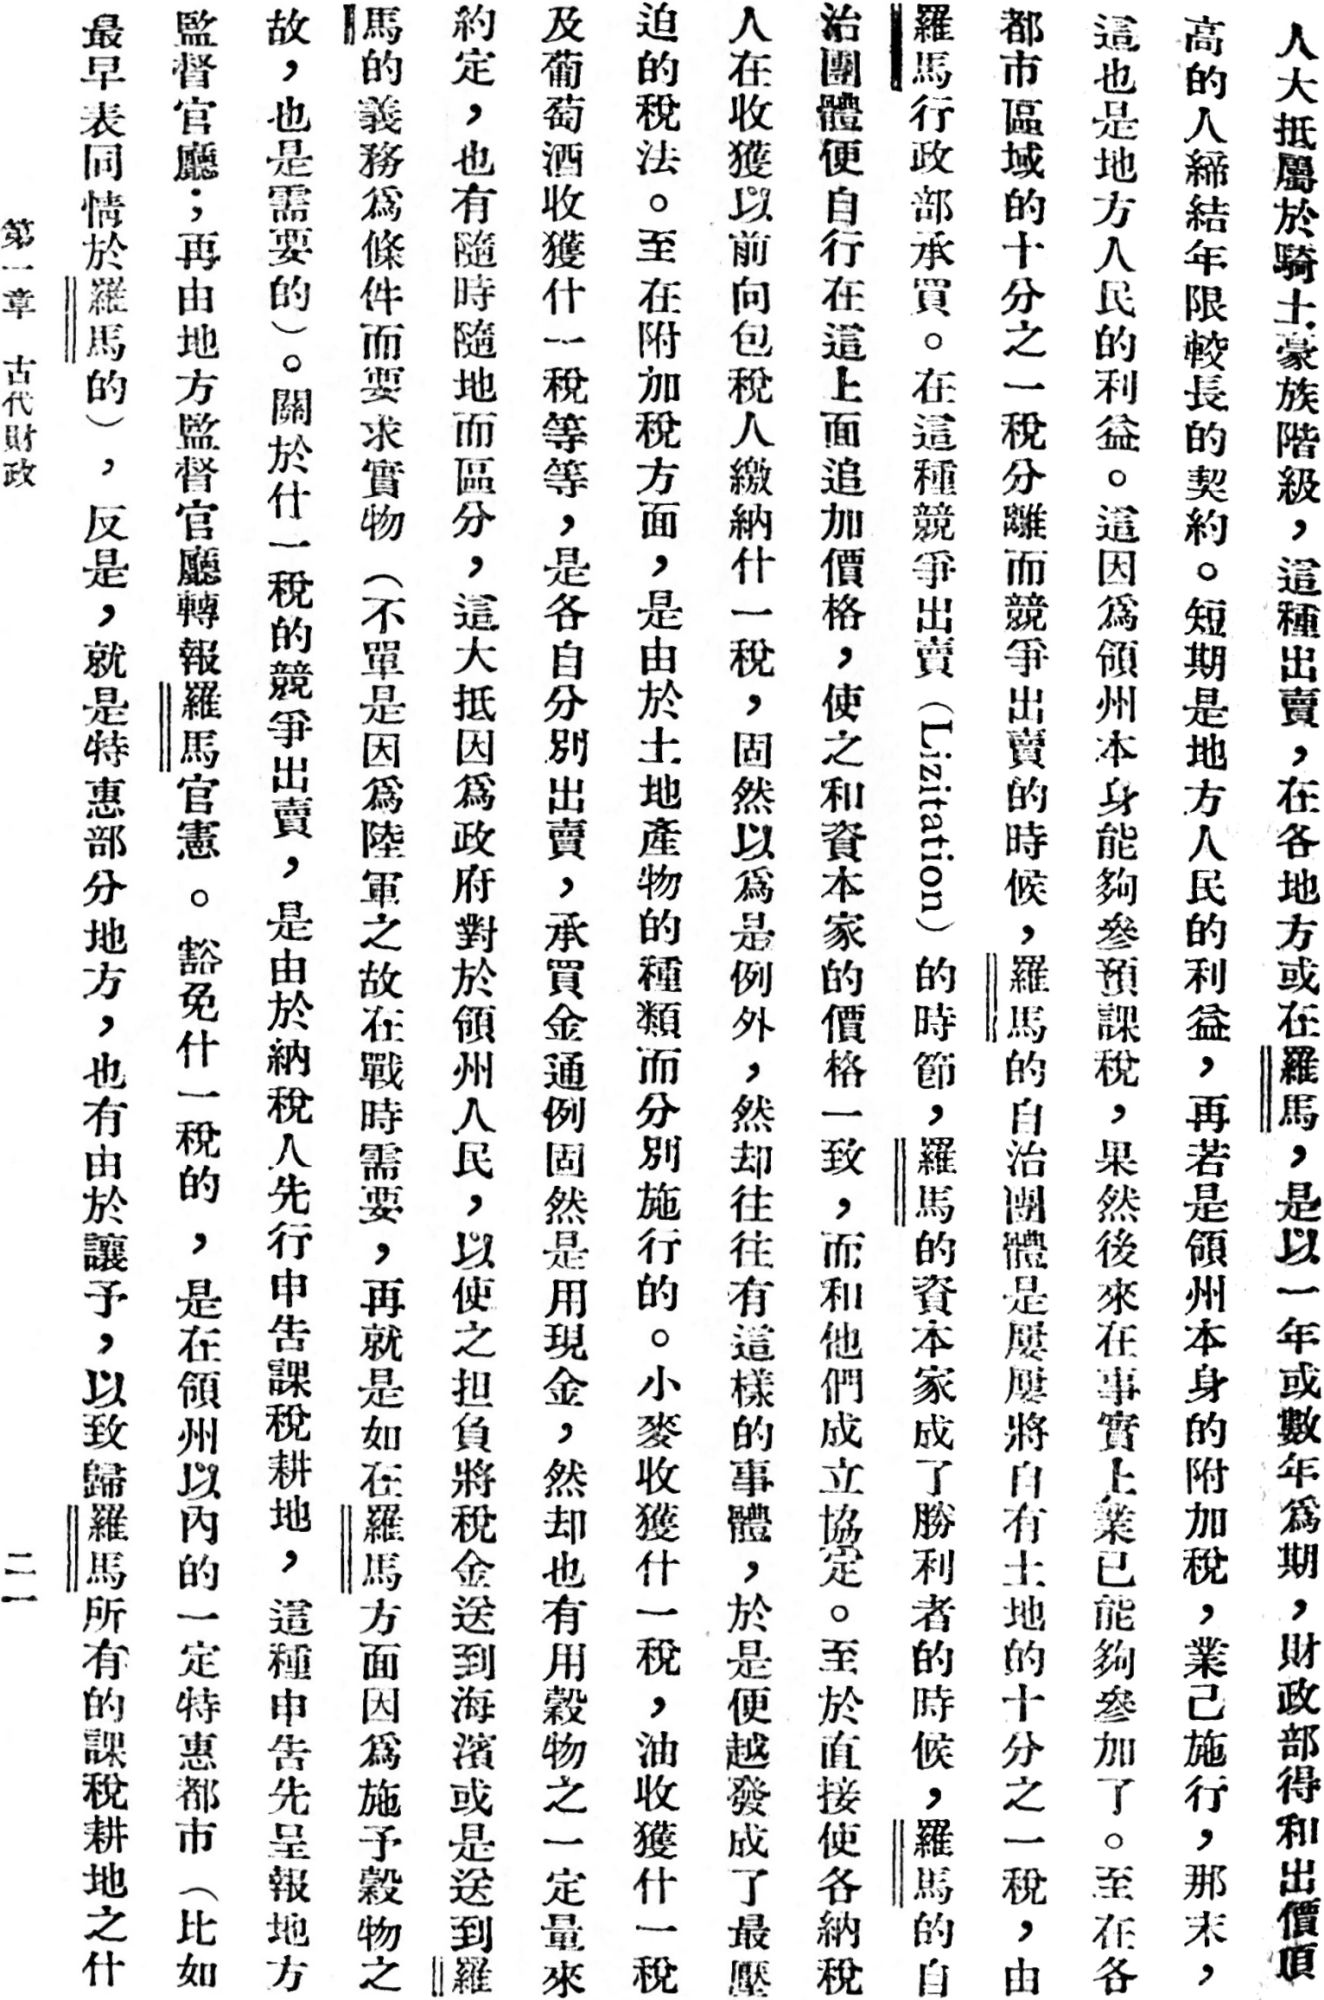 人大抵屬於騎士豪族階級，這種出賣，在各地方或在羅馬，是以一年或數年爲期，財政部得和出價頂
高的人締結年限較長的契約。短期是地方人民的利益，再若是領州本身的附加稅，業己施行，那末，
這也是地方人民的利益。這因爲領州本身能夠參預課稅，果然後來在事實上業已能夠參加了。至在各
都市區域的十分之一稅分離而競爭出賣的時候，羅馬的自治團體是屢屢將自有土地的十分之一稅，由
羅馬行政部承買。在這種競爭出賣（Lizitation）的時節，羅馬的資本家成了勝利者的時候，羅馬的自
治團體便自行在這上面追加價格，使之和資本家的價格一致，而和他們成立協定。至於直接使各納稅
人在收獲以前向包稅人繳納什一稅，固然以爲是例外，然却往往有這樣的事體，於是便越發成了最壓
迫的稅法。至在附加稅方面，是由於土地產物的種類而分別施行的。小麥收獲什一稅，油收獲什一稅
及葡萄酒收獲什一稅等等，是各自分別出賣，承買金通例固然是用現金，然却也有用穀物之一定量來
約定，也有隨時隨地而區分，這大抵因爲政府對於領州人民，以使之担負將稅金送到海濱或是送到羅
馬的義務爲條件而要求實物（不單是因爲陸軍之故在戰時需要，再就是如在羅馬方面因爲施予穀物之
故，也是需要的）。關於什一稅的競爭出賣，是由於納稅人先行申告課稅耕地，這種申告先呈報地方
監督官廳；再由地方監督官廳轉報羅馬官憲。豁免什一稅的，是在領州以內的一定特惠都市（比如
最早表同情於羅馬的），反是，就是特惠部分地方，也有由於讓予，以致歸羅馬所有的課稅耕地之什
第一章　古代財政　二一